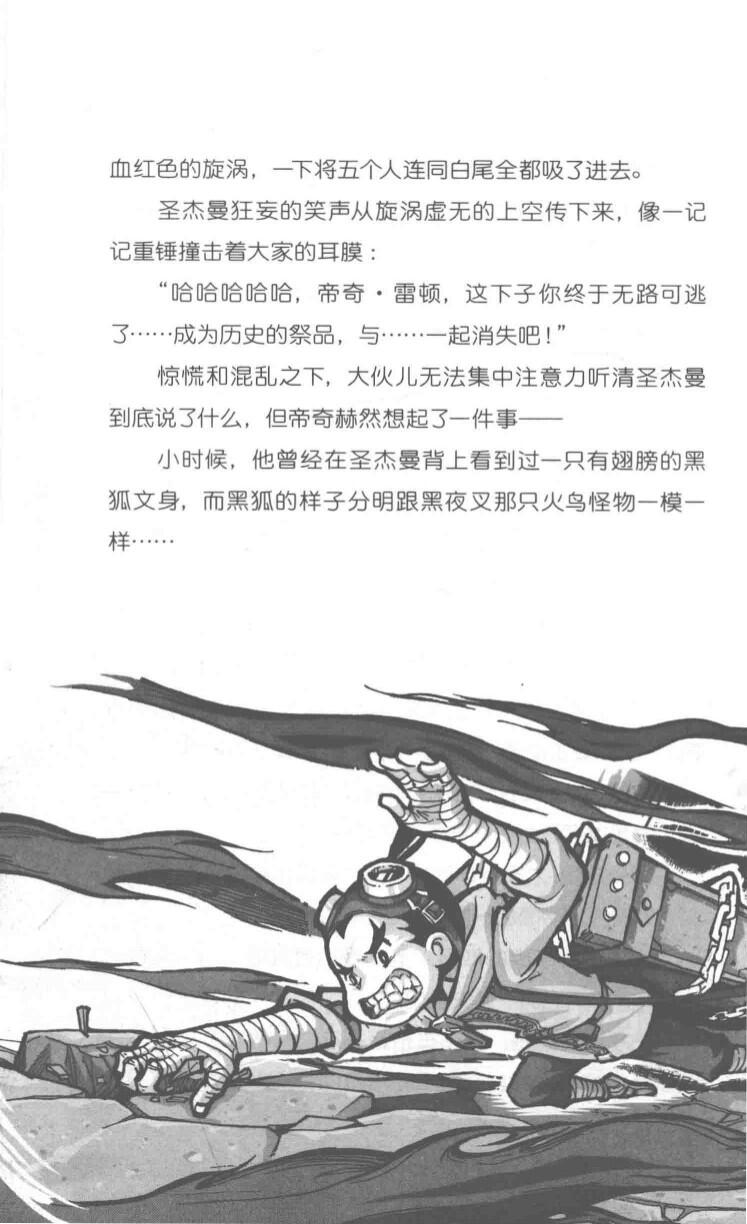 血红色的旋涡，一下将五个人连同白尾全都吸了进去。
圣杰曼狂妄的笑声从旋涡虚无的上空传下来，像一记
记重锤撞击着大家的耳膜：
“哈哈哈哈哈，帝奇·雷顿，这下子你终于无路可逃
了……成为历史的祭品，与……一起消失吧！”
惊慌和混乱之下，大伙儿无法集中注意力听清圣杰曼
到底说了什么，但帝奇赫然想起了一件事——
小时候，他曾经在圣杰曼背上看到过一只有翅膀的黑
狐文身，而黑狐的样子分明跟黑夜叉那只火鸟怪物一模一
样……